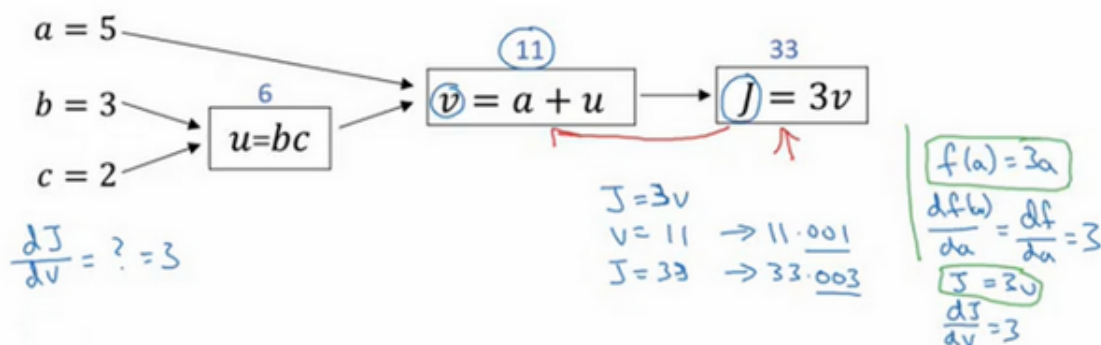 a = 5
11
33
b = 3
6
v = a + u
J = 3v
u=bc
c = 2
f(a) = 3a
J = 3v
df(a)/da = df/da = 3
dJ/dv = ? = 3
v = 11 → 11.001
J = 33 → 33.003
J = 3v
dJ/dv = 3